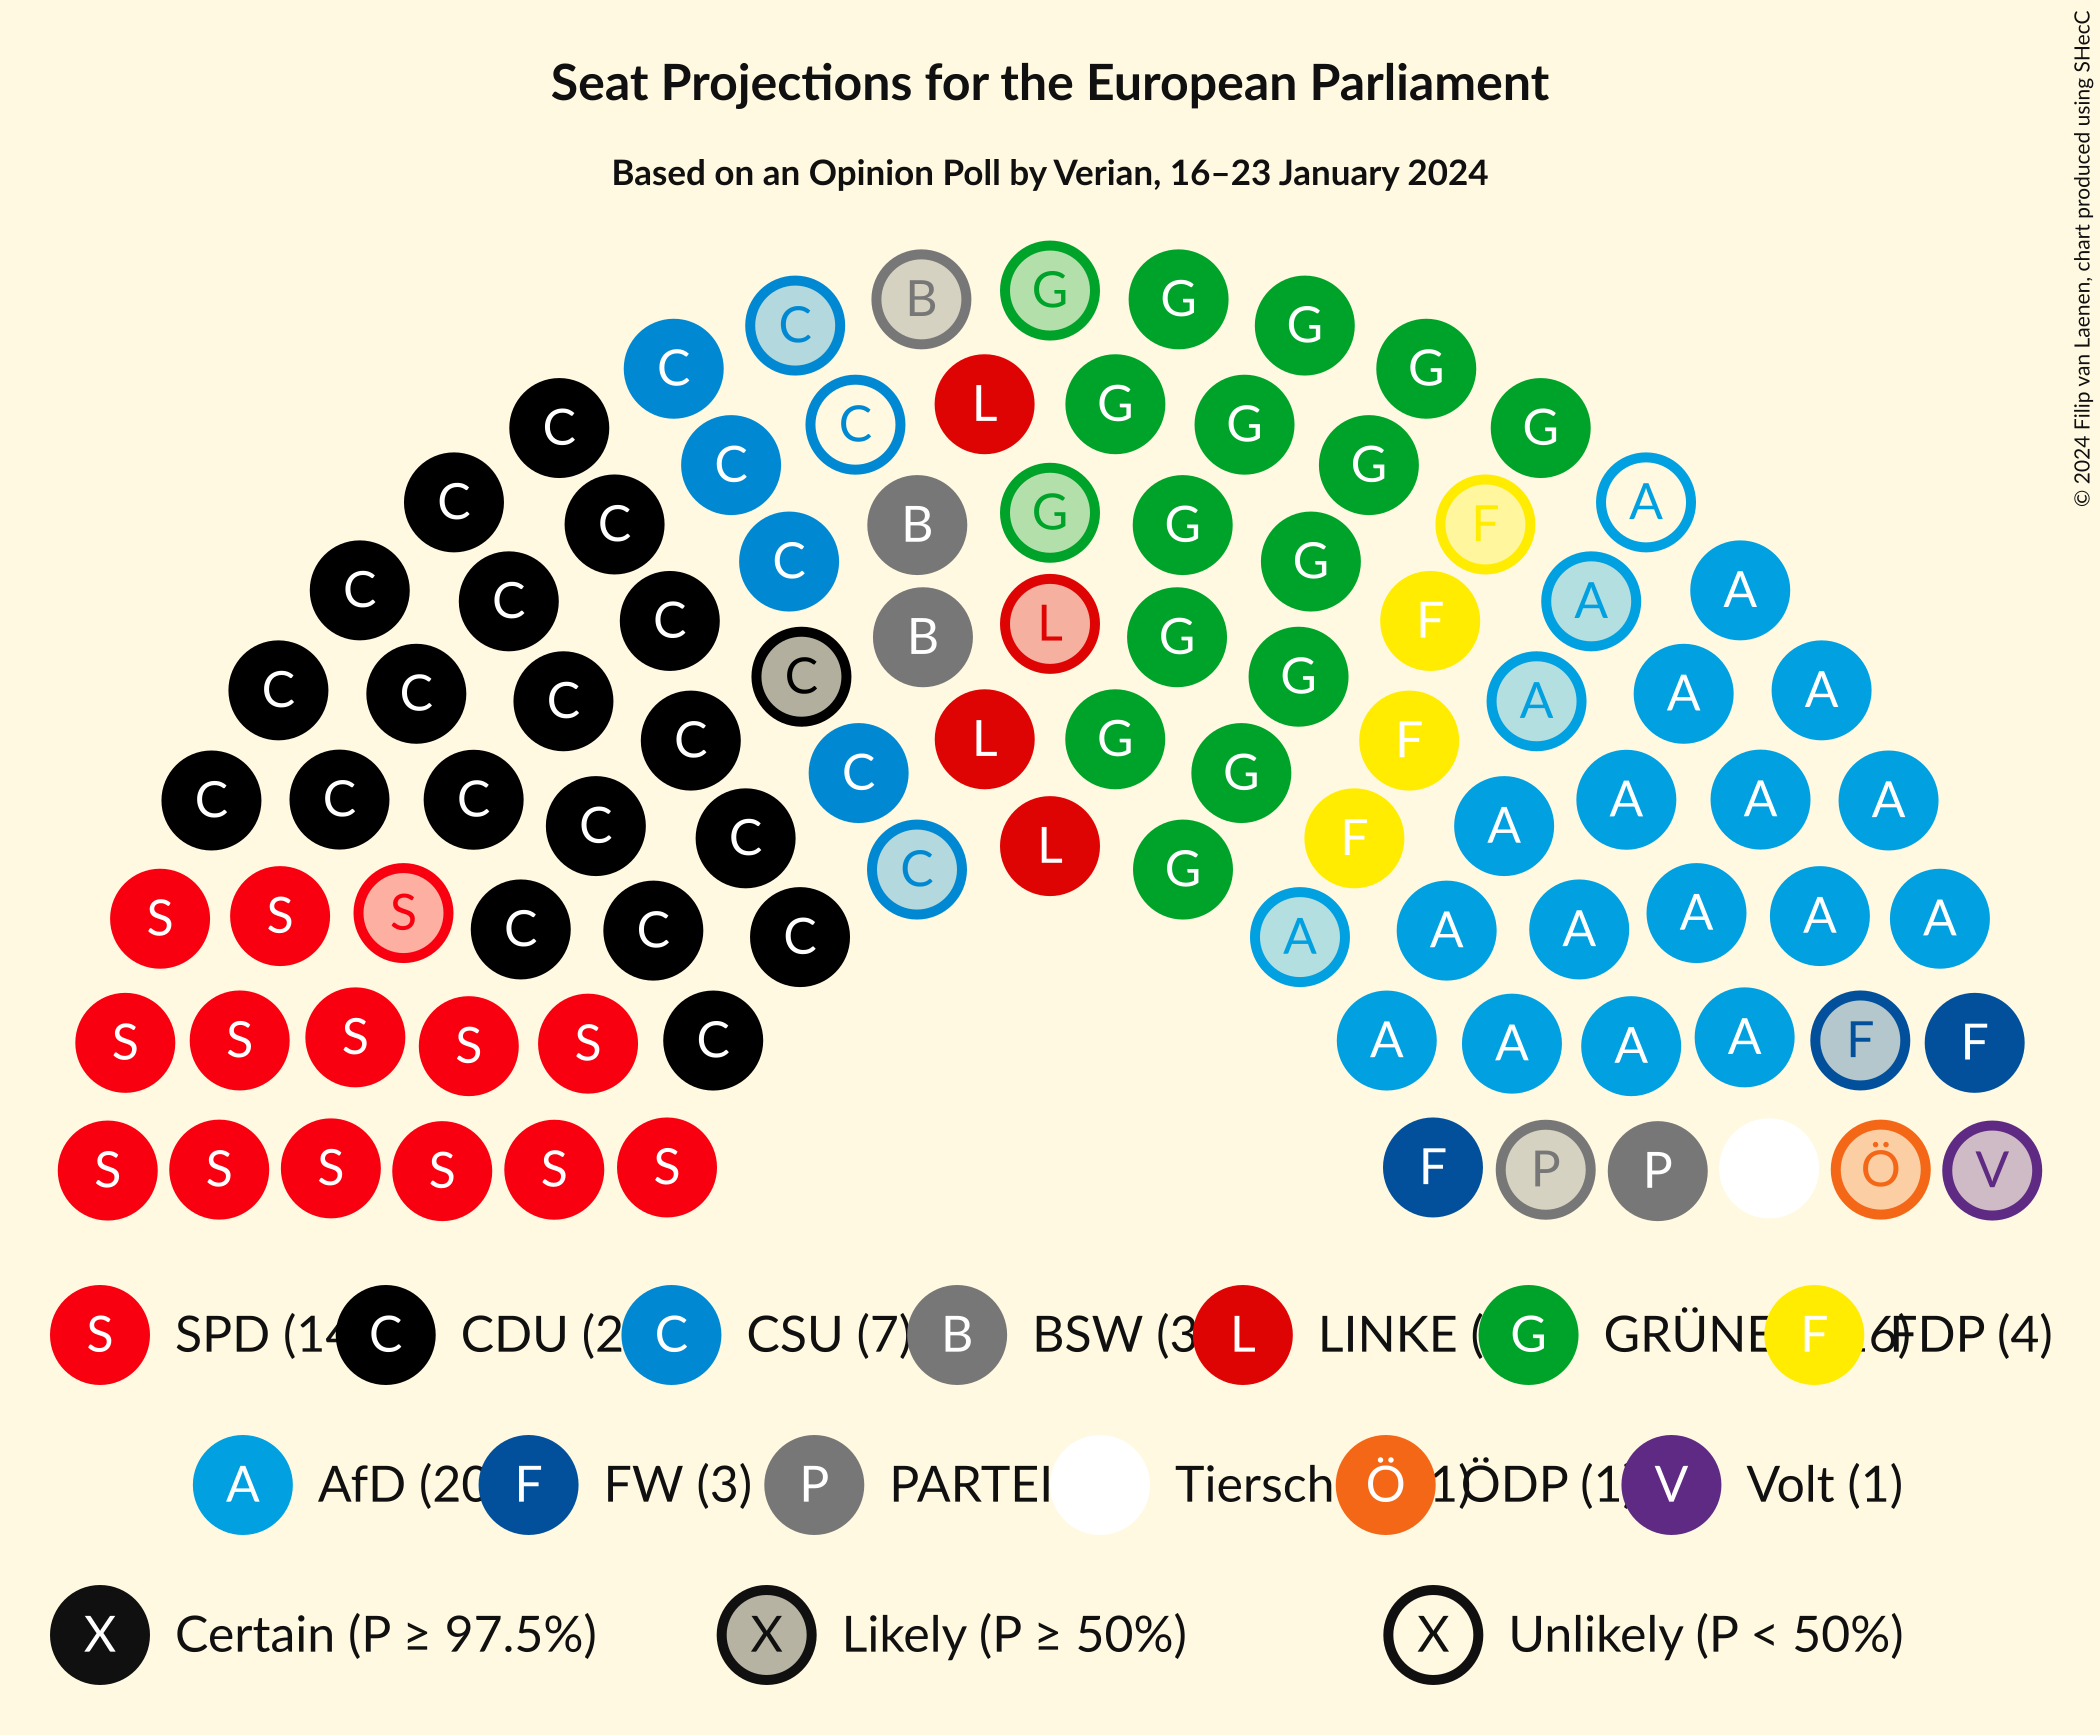 Seat Projections for the European Parliament
Based on an Opinion Poll by Verian, 16–23 January 2024
© 2024 Filip van Laenen, chart produced using SHecC
B G G
C G
C G
L G
C C G G
C G
C G A
C B G F
C G
C C A A
C L F
B G
C G
C C C A A A
C L G F
C G
C C C A A A
C C L F A
C G
S S S C C C A A A A A A
S S S S S C A A A A F F
S S S S S S F P P Ö V
S SPD (14 C CDU (2 C CSU (7) B BSW (3 L LINKE ( G GRÜNE F 6) FDP (4)
A AfD (20 F FW (3) P PARTEI Tiersch Ö 1) ÖDP (1) V Volt (1)
X Certain (P ≥ 97.5%) X Likely (P ≥ 50%) X Unlikely (P < 50%)